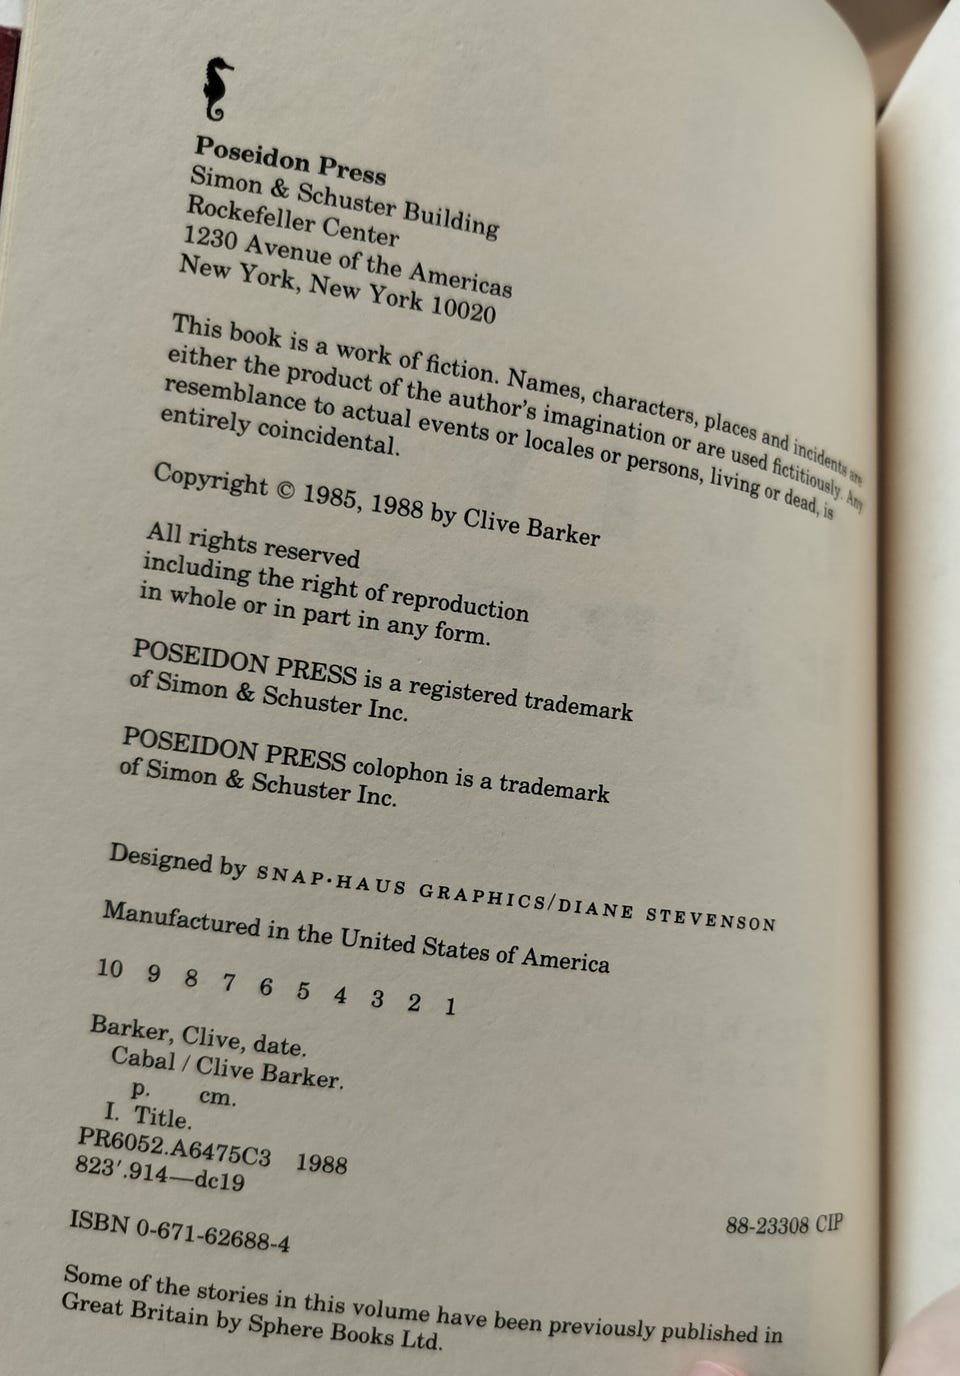 Poseidon Press
Simon & Schuster Building
Rockefeller Center
1230 Avenue of the Americas
New York, New York 10020
This book is a work of fiction. Names, characters, places and incidents are
either the product of the author's imagination or are used fictitiously. Any
resemblance to actual events or locales or persons, living or dead, is
entirely coincidental.
Copyright © 1985, 1988 by Clive Barker
All rights reserved
including the right of reproduction
in whole or in part in any form.
POSEIDON PRESS is a registered trademark
of Simon & Schuster Inc.
POSEIDON PRESS colophon is a trademark
of Simon & Schuster Inc.
Designed by SNAP·HAUS GRAPHICS/DIANE STEVENSON
Manufactured in the United States of America
10 9 8 7 6 5 4 3 2 1
Barker, Clive, date.
Cabal / Clive Barker.
p. cm.
I. Title.
PR6052.A6475C3 1988
823′.914—dc19
88-23308 CIP
ISBN 0-671-62688-4
Some of the stories in this volume have been previously published in
Great Britain by Sphere Books Ltd.